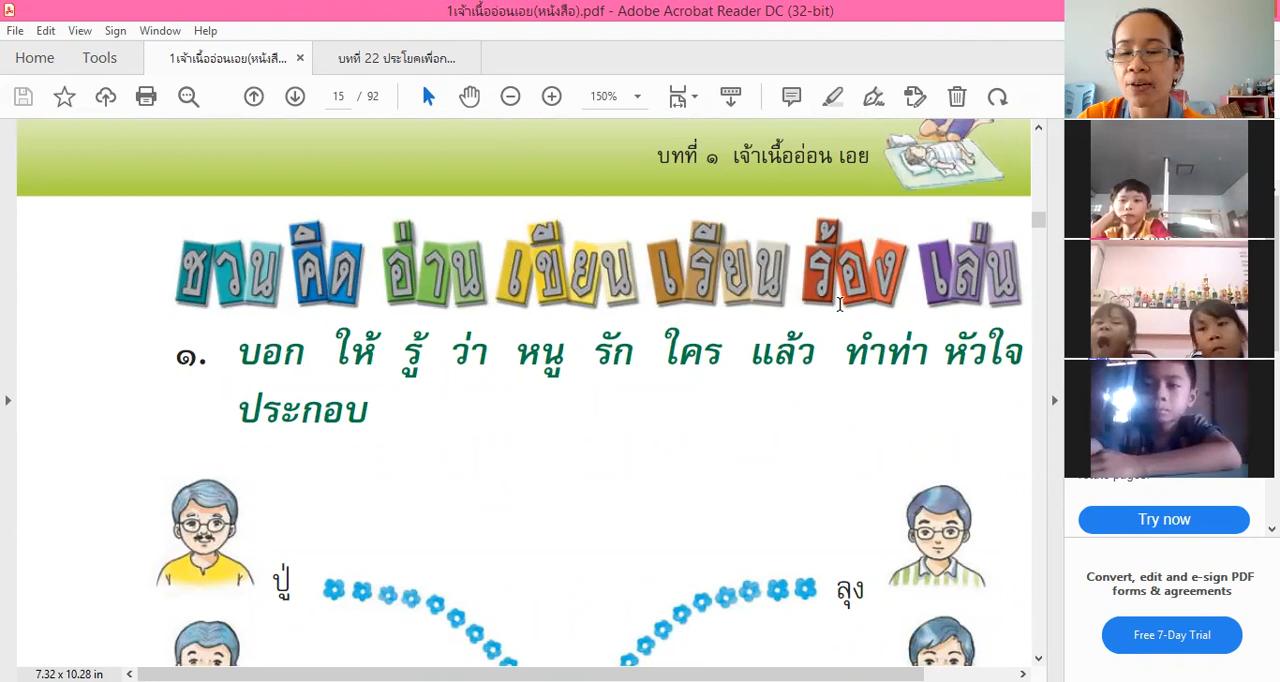 1เจ้าเนื้ออ่อนเอย(หนังสือ).pdf - Adobe Acrobat Reader DC (32-bit)
File Edit View Sign Window Help
Home Tools 1เจ้าเนื้ออ่อนเอย(หนังสื... × บทที่ 22 ประโยคเพื่อก...
15 / 92 150%
บทที่ ๑ เจ้าเนื้ออ่อน เอย
ชวน คิด อ่าน เขียน เรียน ร้อง เล่น
๑. บอก ให้ รู้ ว่า หนู รัก ใคร แล้ว ทำท่า หัวใจ
ประกอบ
ปู่
ลุง
Try now
Convert, edit and e-sign PDF
forms & agreements
Free 7-Day Trial
7.32 x 10.28 in